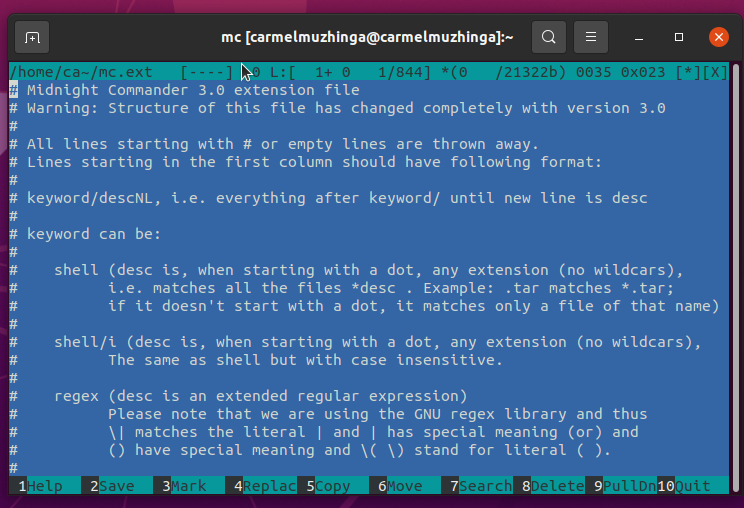 mc [carmelmuzhinga@carmelmuzhinga]:~
/home/ca~/mc.ext   [----]  0 L:[  1+ 0   1/844] *(0   /21322b) 0035 0x023 [*][X]
# Midnight Commander 3.0 extension file
# Warning: Structure of this file has changed completely with version 3.0
#
# All lines starting with # or empty lines are thrown away.
# Lines starting in the first column should have following format:
#
# keyword/descNL, i.e. everything after keyword/ until new line is desc
#
# keyword can be:
#
#    shell (desc is, when starting with a dot, any extension (no wildcars),
#          i.e. matches all the files *desc . Example: .tar matches *.tar;
#          if it doesn't start with a dot, it matches only a file of that name)
#
#    shell/i (desc is, when starting with a dot, any extension (no wildcars),
#          The same as shell but with case insensitive.
#
#    regex (desc is an extended regular expression)
#          Please note that we are using the GNU regex library and thus
#          \| matches the literal | and | has special meaning (or) and
#          () have special meaning and \( \) stand for literal ( ).
#
1Help  2Save  3Mark  4Replac 5Copy  6Move  7Search 8Delete 9PullDn 10Quit